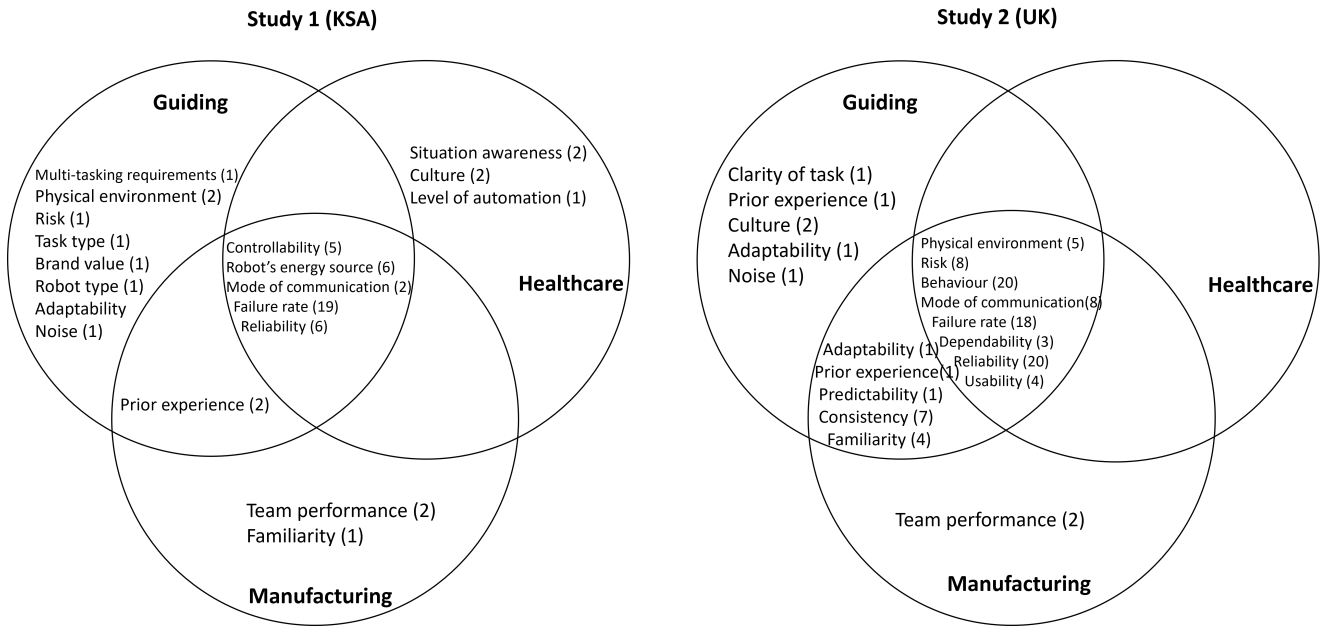 Study 1 (KSA)
Guiding
Multi-tasking requirements (1)
Physical environment (2)
Risk (1)
Task type (1)
Brand value (1)
Robot type (1)
Adaptability
Noise (1)
Situation awareness (2)
Culture (2)
Level of automation (1)
Healthcare
Controllability (5)
Robot’s energy source (6)
Mode of communication (2)
Failure rate (19)
Reliability (6)
Prior experience (2)
Team performance (2)
Familiarity (1)
Manufacturing
Study 2 (UK)
Guiding
Clarity of task (1)
Prior experience (1)
Culture (2)
Adaptability (1)
Noise (1)
Healthcare
Physical environment (5)
Risk (8)
Behaviour (20)
Mode of communication(8)
Failure rate (18)
Dependability (3)
Reliability (20)
Usability (4)
Adaptability (1)
Prior experience(1)
Predictability (1)
Consistency (7)
Familiarity (4)
Team performance (2)
Manufacturing